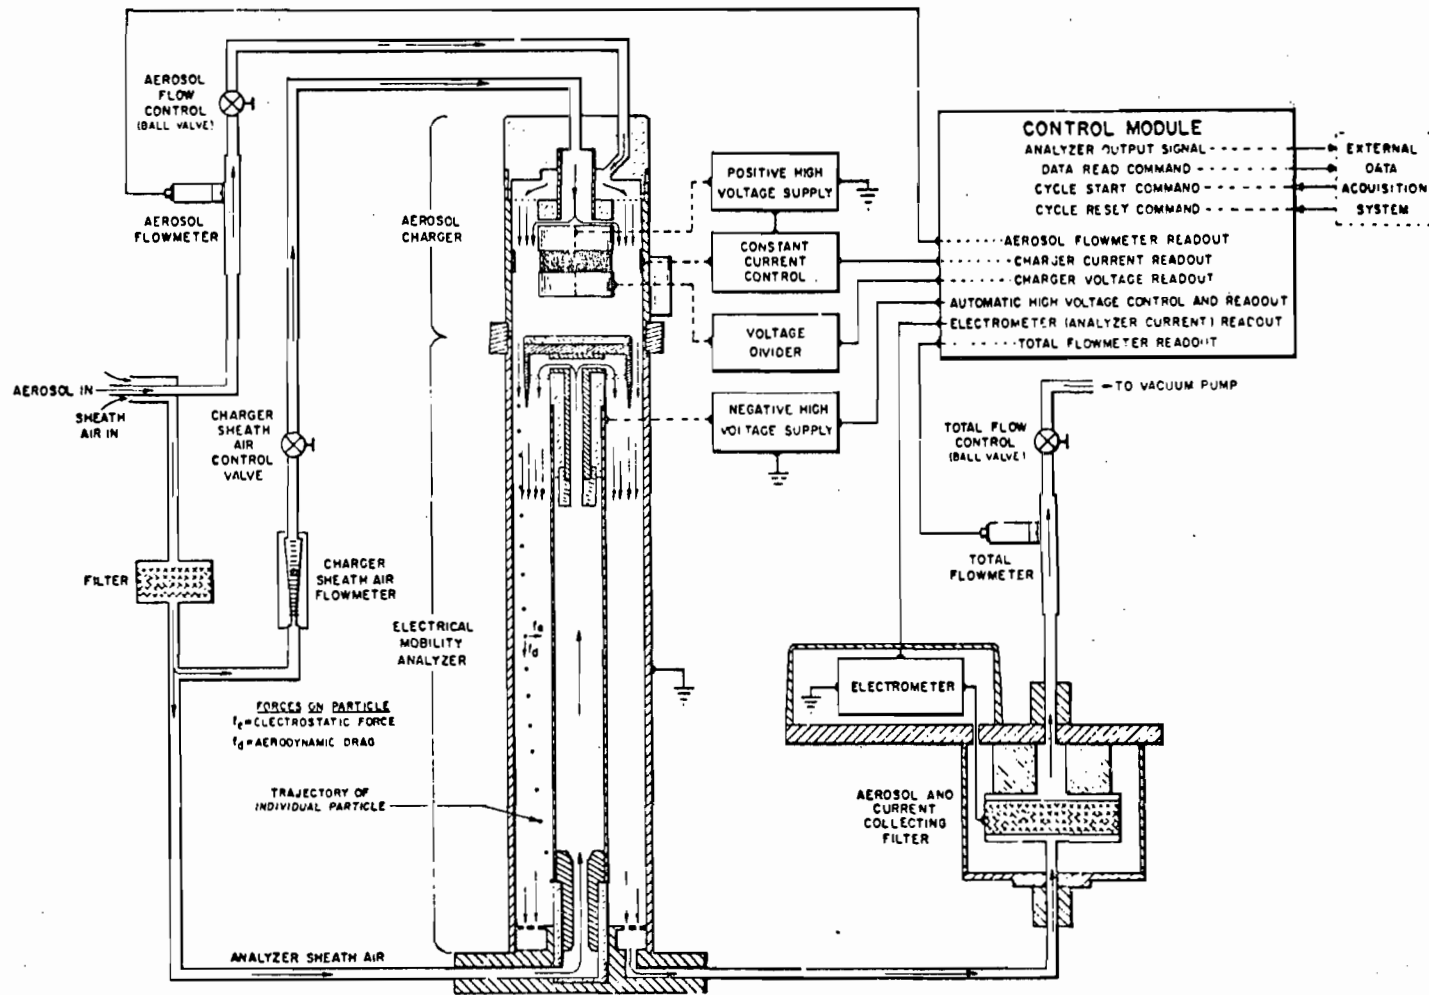 AEROSOL
FLOW
CONTROL
(BALL VALVE)
AEROSOL
FLOWMETER
AEROSOL IN
SHEATH
AIR IN
CHARGER
SHEATH
AIR
CONTROL
VALVE
FILTER
CHARGER
SHEATH AIR
FLOWMETER
FORCES ON PARTICLE
fe=ELECTROSTATIC FORCE
fd=AERODYNAMIC DRAG
TRAJECTORY OF
INDIVIDUAL PARTICLE
ANALYZER SHEATH AIR
AEROSOL
CHARGER
ELECTRICAL
MOBILITY
ANALYZER
fe
fd
POSITIVE HIGH
VOLTAGE SUPPLY
CONSTANT
CURRENT
CONTROL
VOLTAGE
DIVIDER
NEGATIVE HIGH
VOLTAGE SUPPLY
CONTROL MODULE
ANALYZER OUTPUT SIGNAL
DATA READ COMMAND
CYCLE START COMMAND
CYCLE RESET COMMAND
AEROSOL FLOWMETER READOUT
CHARGER CURRENT READOUT
CHARGER VOLTAGE READOUT
AUTOMATIC HIGH VOLTAGE CONTROL AND READOUT
ELECTROMETER (ANALYZER CURRENT) READOUT
TOTAL FLOWMETER READOUT
EXTERNAL
DATA
ACQUISITION
SYSTEM
TO VACUUM PUMP
TOTAL FLOW
CONTROL
(BALL VALVE)
TOTAL
FLOWMETER
ELECTROMETER
AEROSOL AND
CURRENT
COLLECTING
FILTER